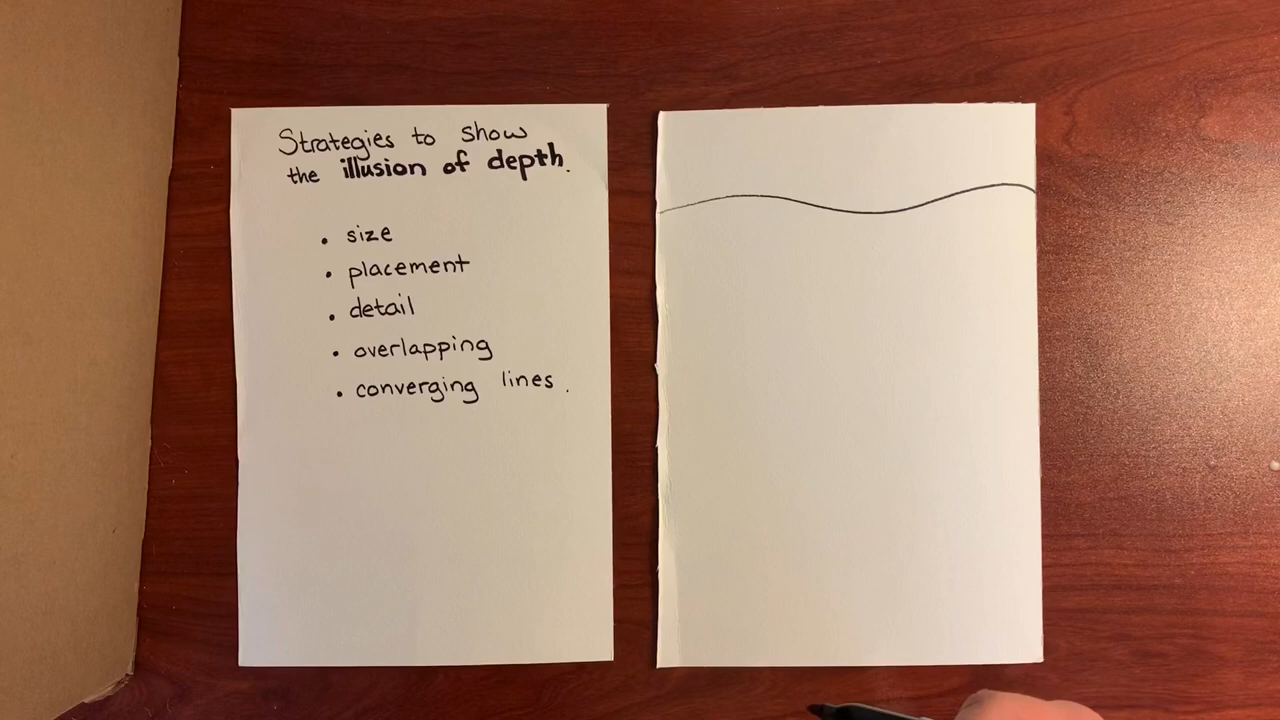 Strategies to show
the illusion of depth.
• size
• placement
• detail
• overlapping
• converging lines.